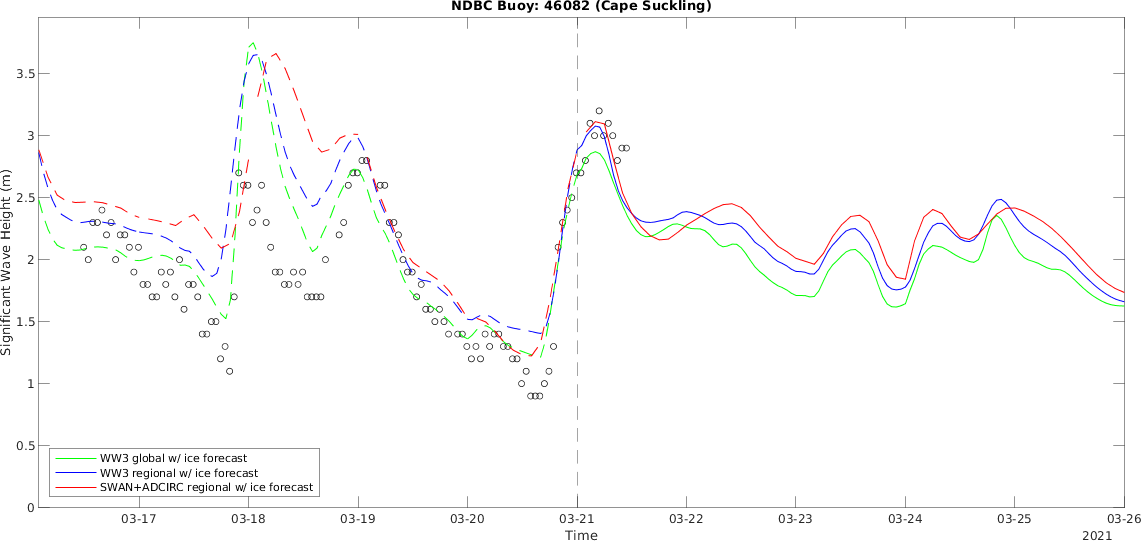 NDBC Buoy: 46082 (Cape Suckling)
Significant Wave Height (m)
3.5
3
2.5
2
1.5
1
0.5
0
WW3 global w/ ice forecast
WW3 regional w/ ice forecast
SWAN+ADCIRC regional w/ ice forecast
03-17 03-18 03-19 03-20 03-21 03-22 03-23 03-24 03-25 03-26
Time
2021